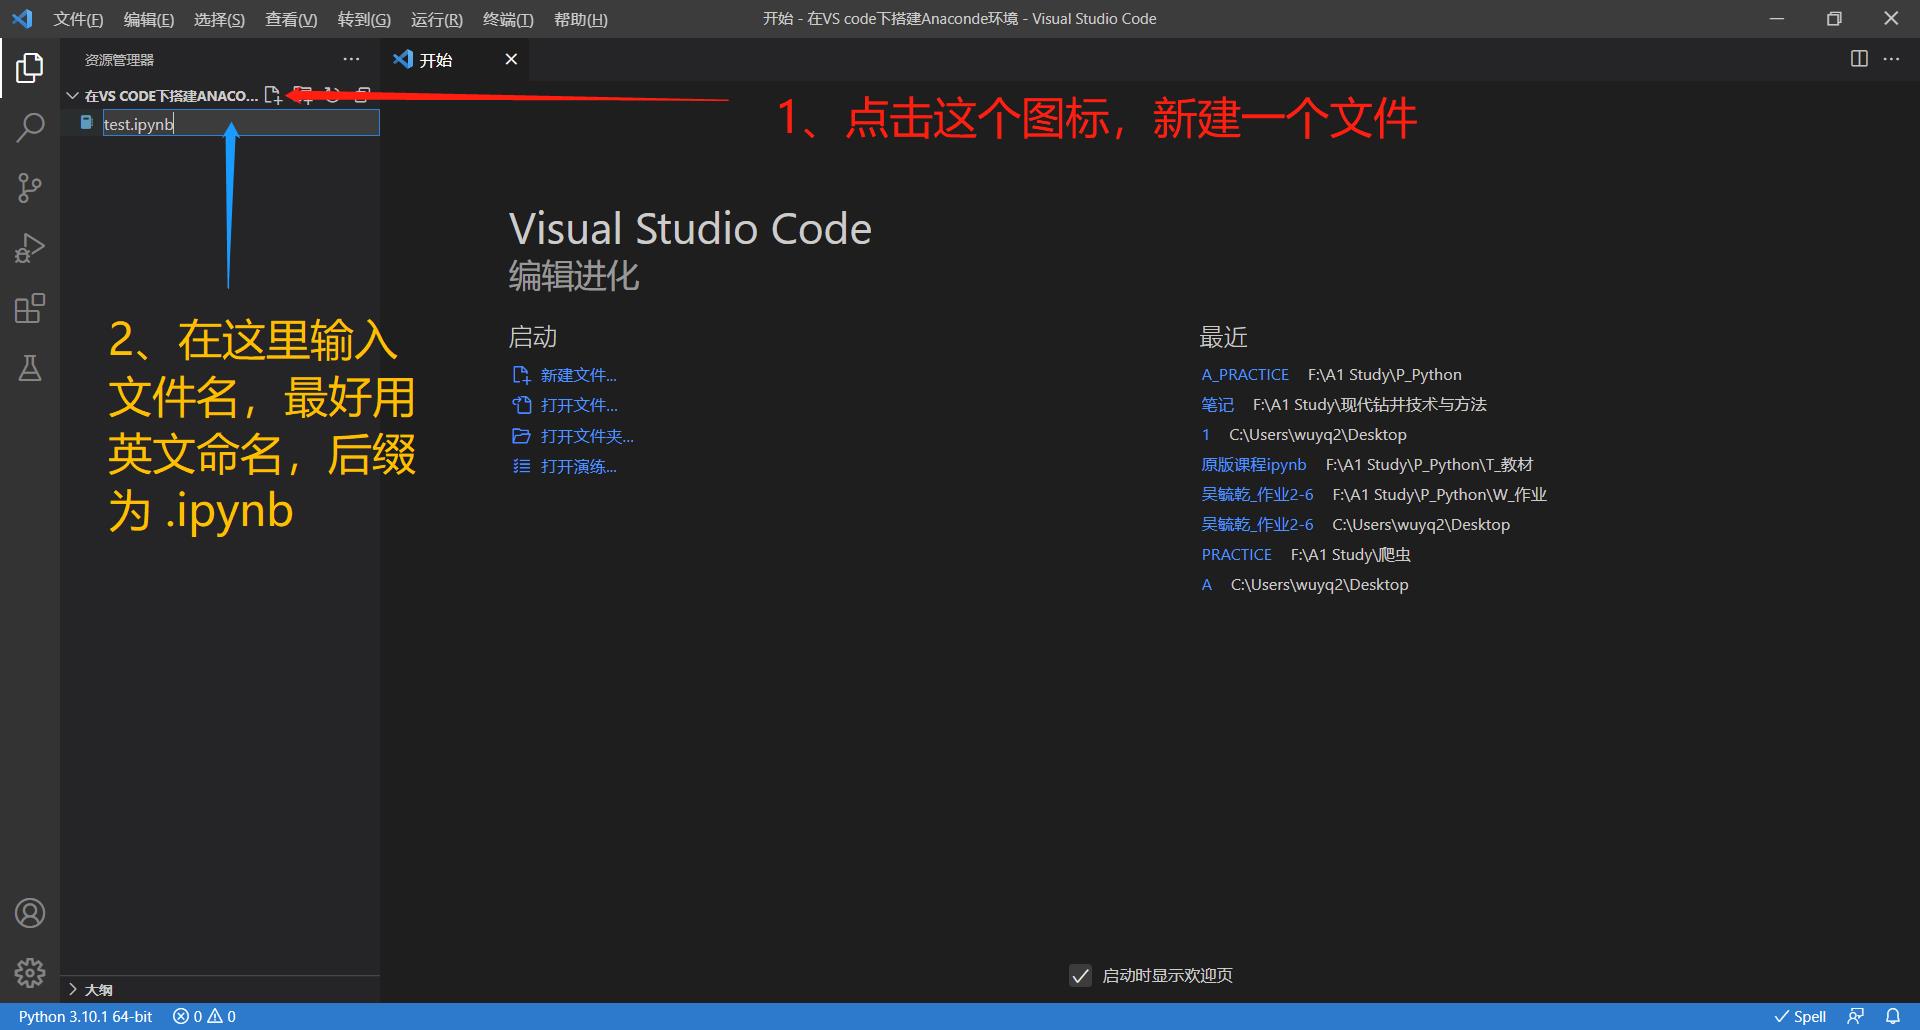 文件(F) 编辑(E) 选择(S) 查看(V) 转到(G) 运行(R) 终端(T) 帮助(H)
开始 - 在VS code下搭建Anaconde环境 - Visual Studio Code
资源管理器
开始
在VS CODE下搭建ANACO...
test.ipynb
1、点击这个图标，新建一个文件
2、在这里输入
文件名，最好用
英文命名，后缀
为 .ipynb
Visual Studio Code
编辑进化
启动
新建文件...
打开文件...
打开文件夹...
打开演练...
最近
A_PRACTICE F:\A1 Study\P_Python
笔记 F:\A1 Study\现代钻井技术与方法
1 C:\Users\wuyq2\Desktop
原版课程ipynb F:\A1 Study\P_Python\T_教材
吴毓乾_作业2-6 F:\A1 Study\P_Python\W_作业
吴毓乾_作业2-6 C:\Users\wuyq2\Desktop
PRACTICE F:\A1 Study\爬虫
A C:\Users\wuyq2\Desktop
启动时显示欢迎页
大纲
Python 3.10.1 64-bit 0 0
Spell